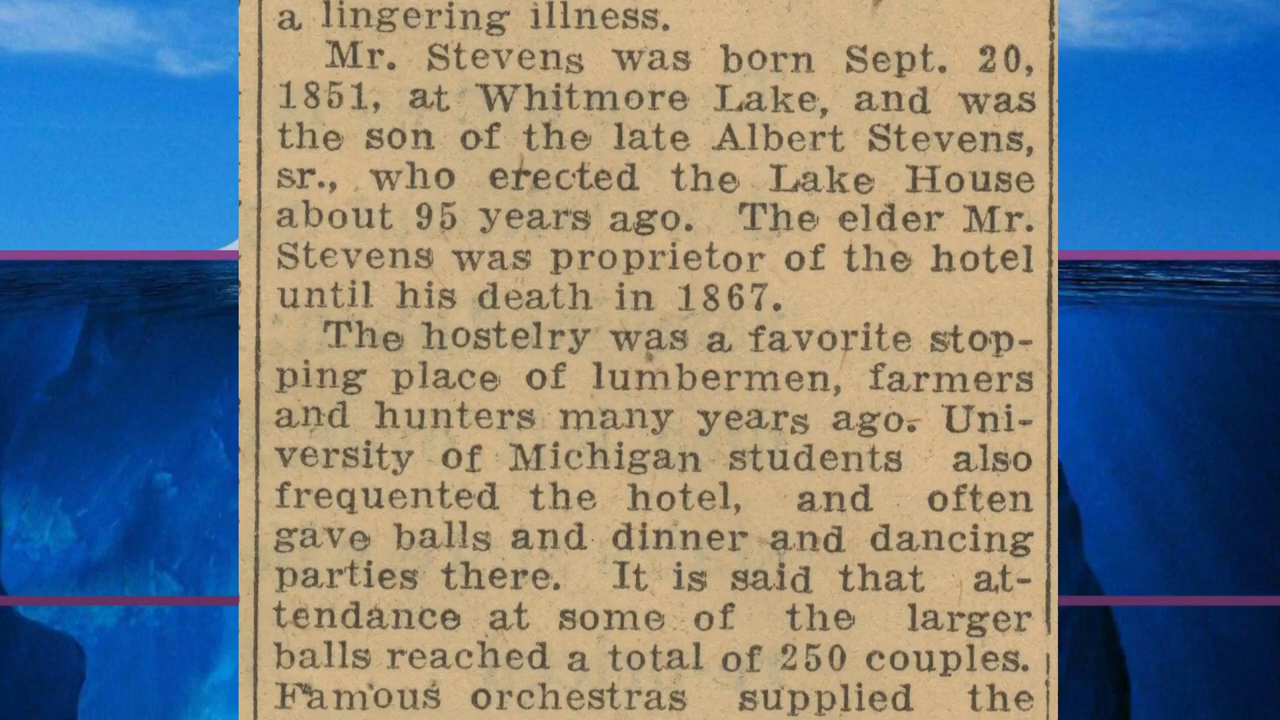 a lingering illness.
Mr. Stevens was born Sept. 20,
1851, at Whitmore Lake, and was
the son of the late Albert Stevens,
sr., who erected the Lake House
about 95 years ago. The elder Mr.
Stevens was proprietor of the hotel
until his death in 1867.
The hostelry was a favorite stop-
ping place of lumbermen, farmers
and hunters many years ago. Uni-
versity of Michigan students also
frequented the hotel, and often
gave balls and dinner and dancing
parties there. It is said that at-
tendance at some of the larger
balls reached a total of 250 couples.
Famous orchestras supplied the